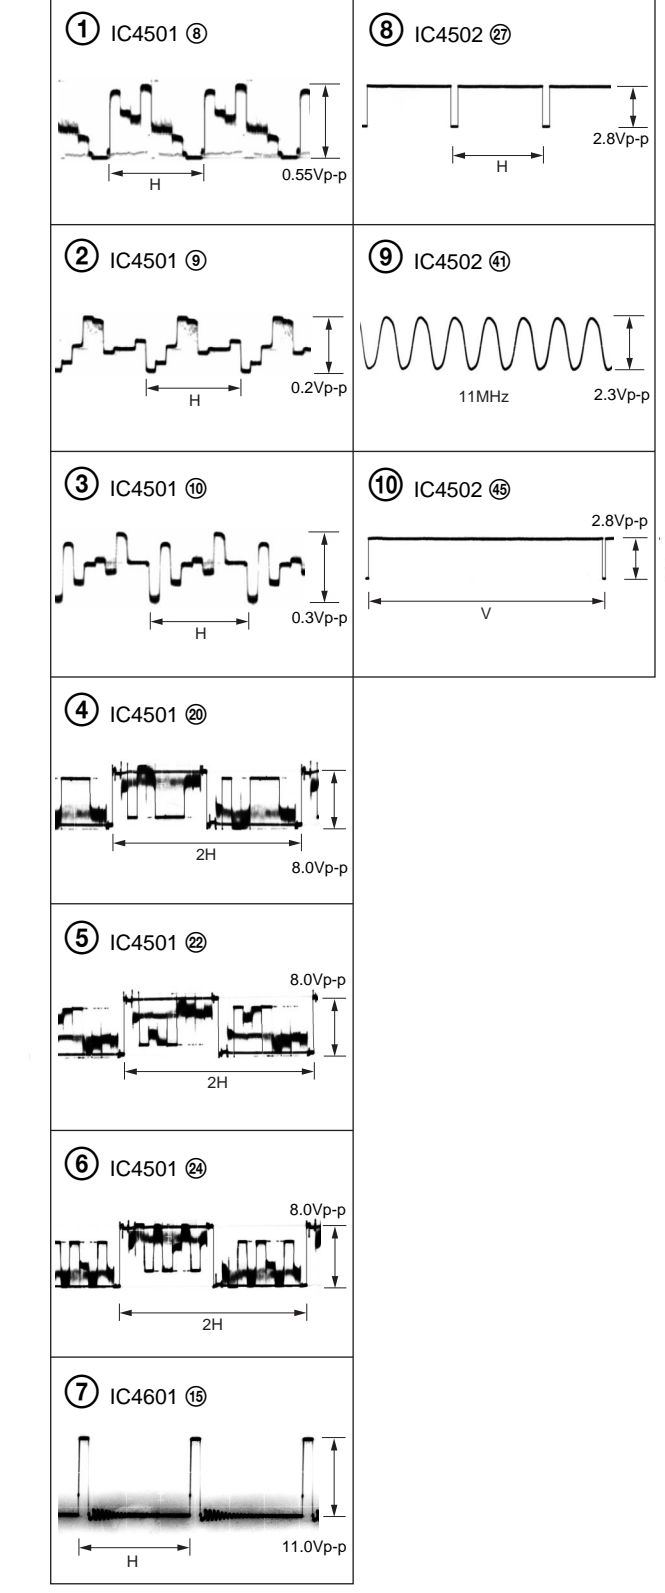 ① IC4501 ⑧
H
0.55Vp-p
② IC4501 ⑨
H
0.2Vp-p
③ IC4501 ⑩
H
0.3Vp-p
④ IC4501 ⑳
2H
8.0Vp-p
⑤ IC4501 ㉒
8.0Vp-p
2H
⑥ IC4501 ㉔
8.0Vp-p
2H
⑦ IC4601 ⑮
H
11.0Vp-p
⑧ IC4502 ㉗
2.8Vp-p
H
⑨ IC4502 ㊶
11MHz
2.3Vp-p
⑩ IC4502 ㊺
2.8Vp-p
V